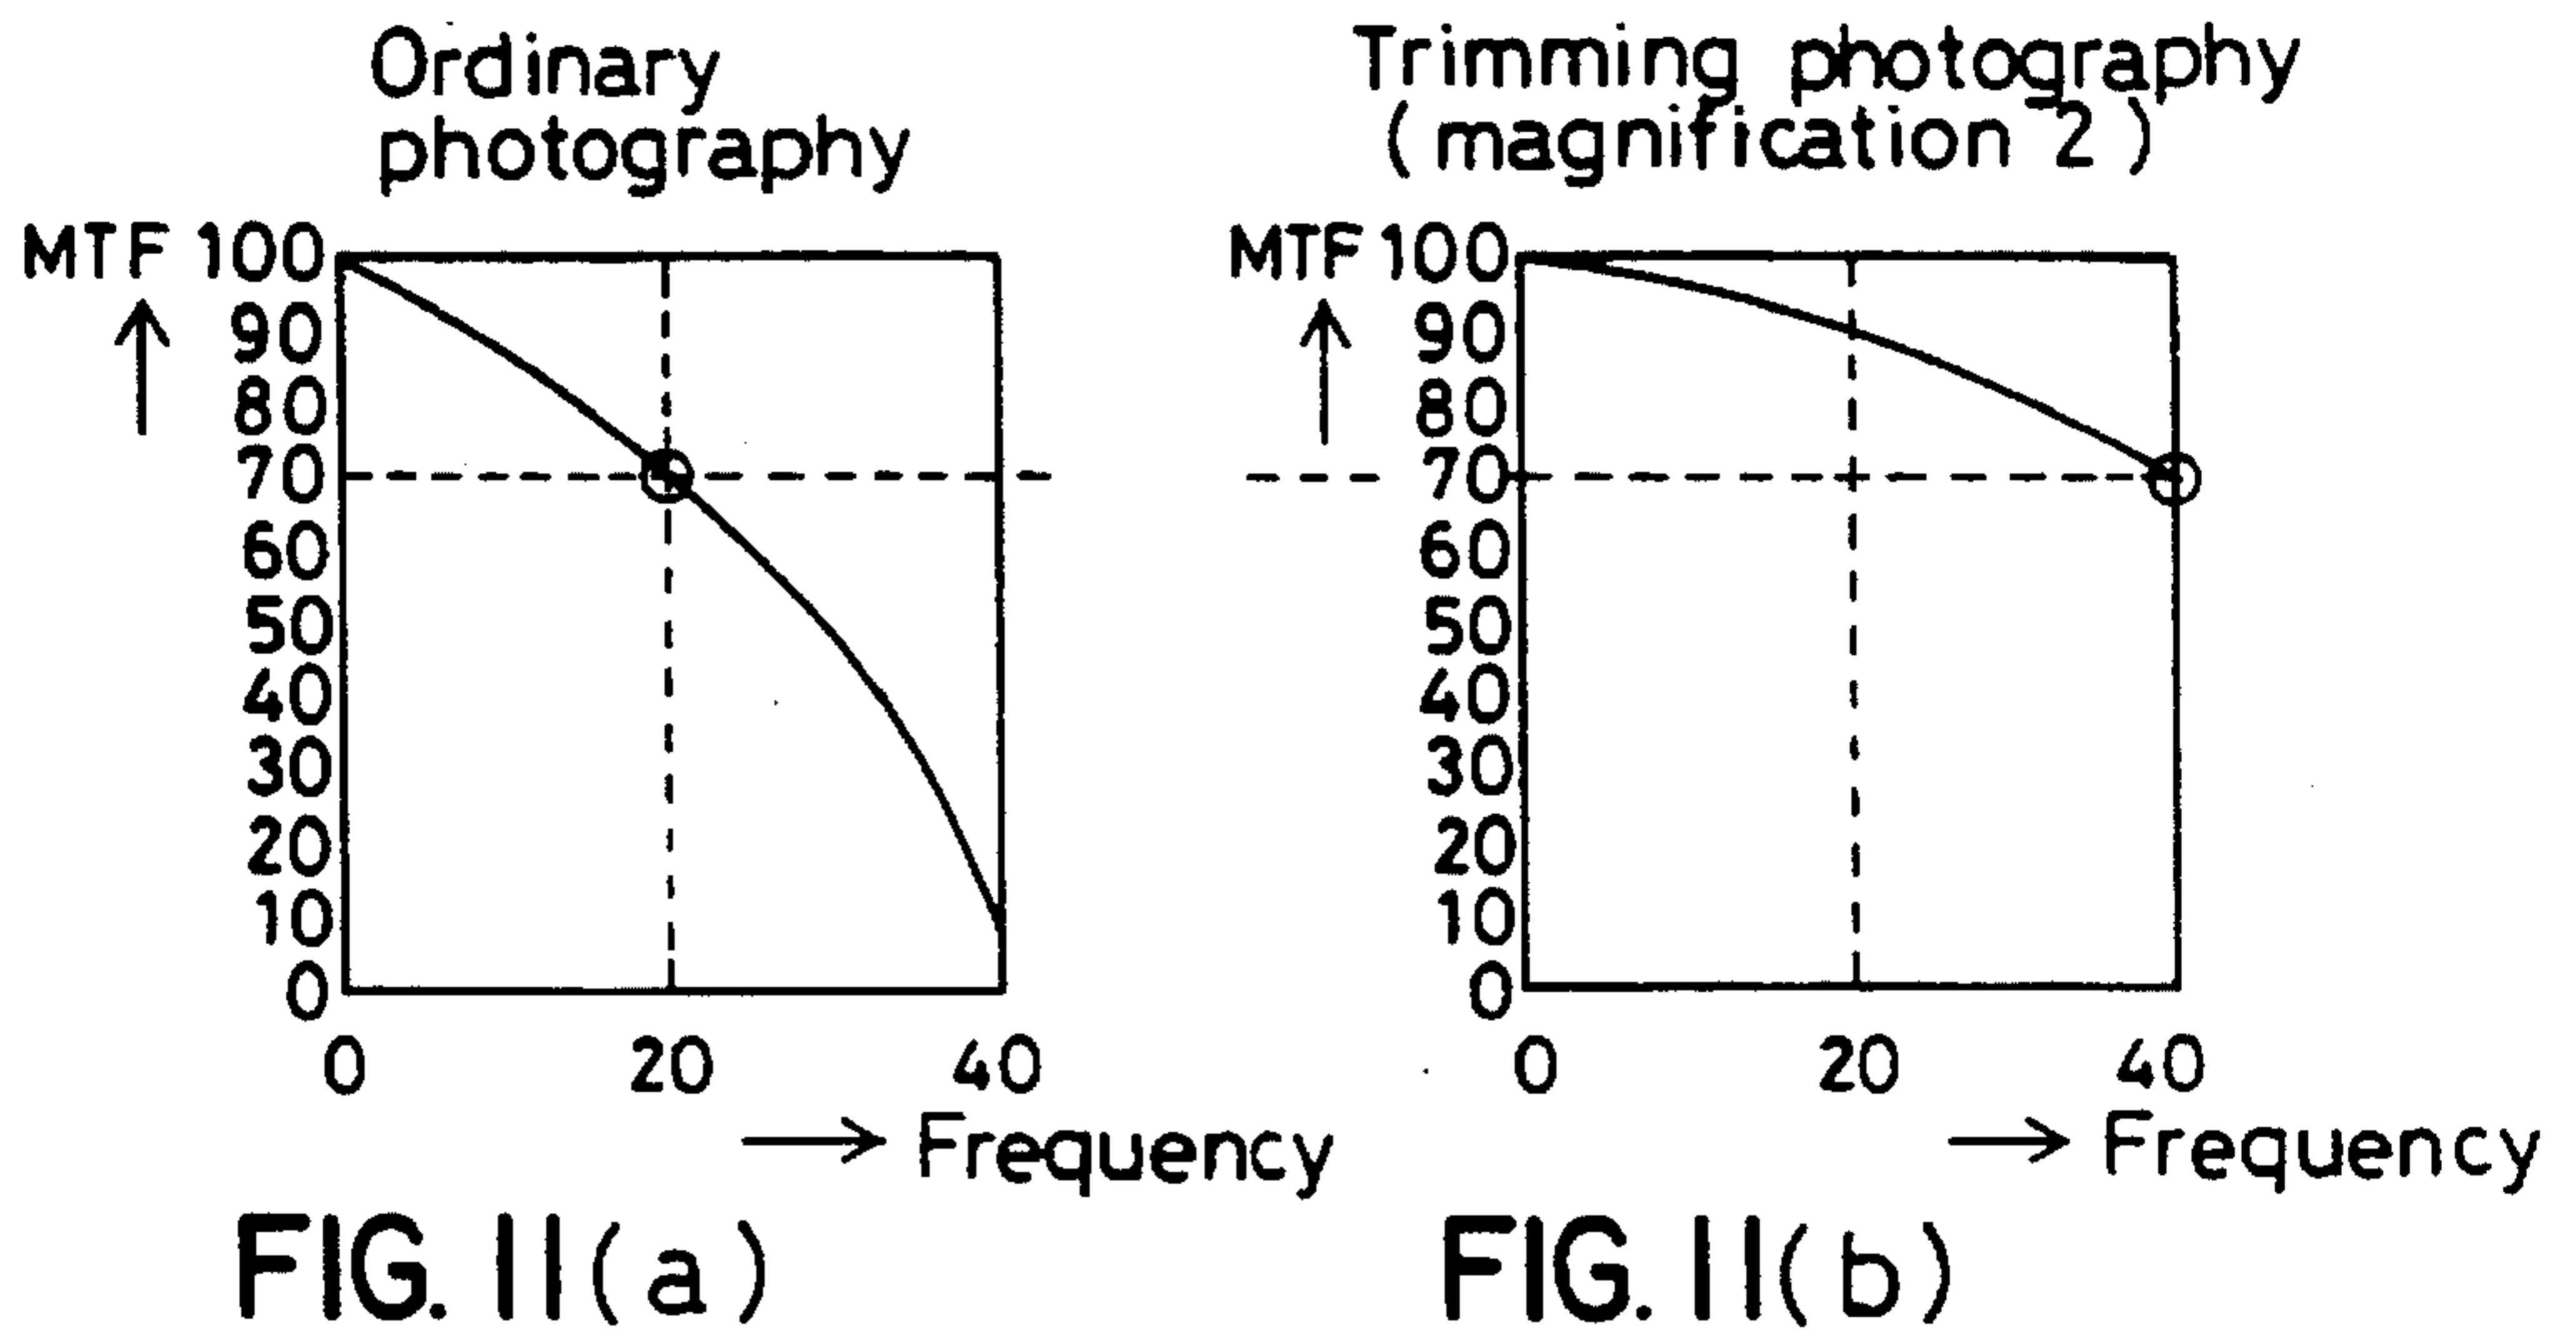 Ordinary
photography
MTF 100
90
80
70
60
50
40
30
20
10
0
0 20 40
Frequency
FIG. 11(a)
Trimming photography
(magnification 2)
MTF 100
90
80
70
60
50
40
30
20
10
0
0 20 40
Frequency
FIG. 11(b)